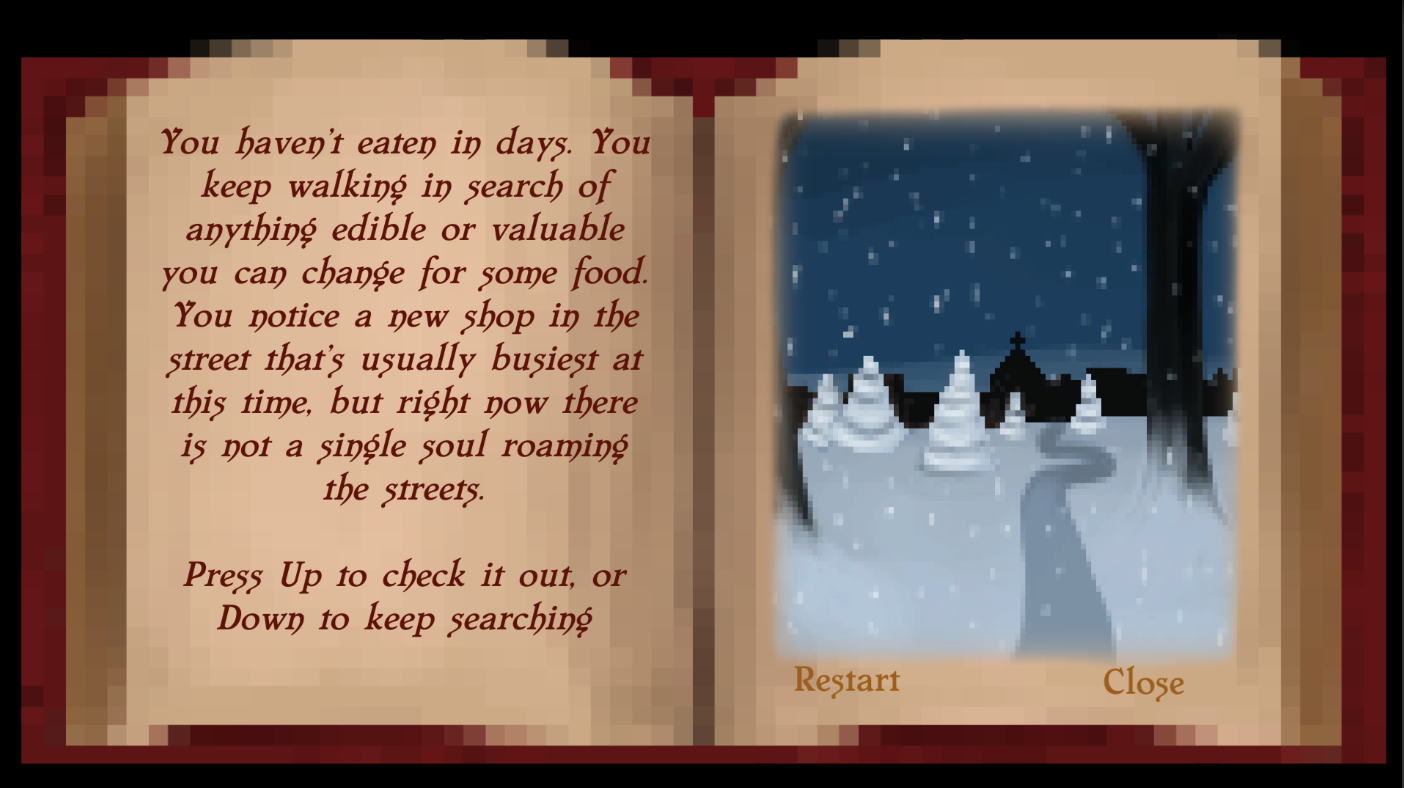 You haven't eaten in days. You
keep walking in search of
anything edible or valuable
you can change for some food.
You notice a new shop in the
street that's usually busiest at
this time, but right now there
is not a single soul roaming
the streets.
Press Up to check it out, or
Down to keep searching
Restart
Close